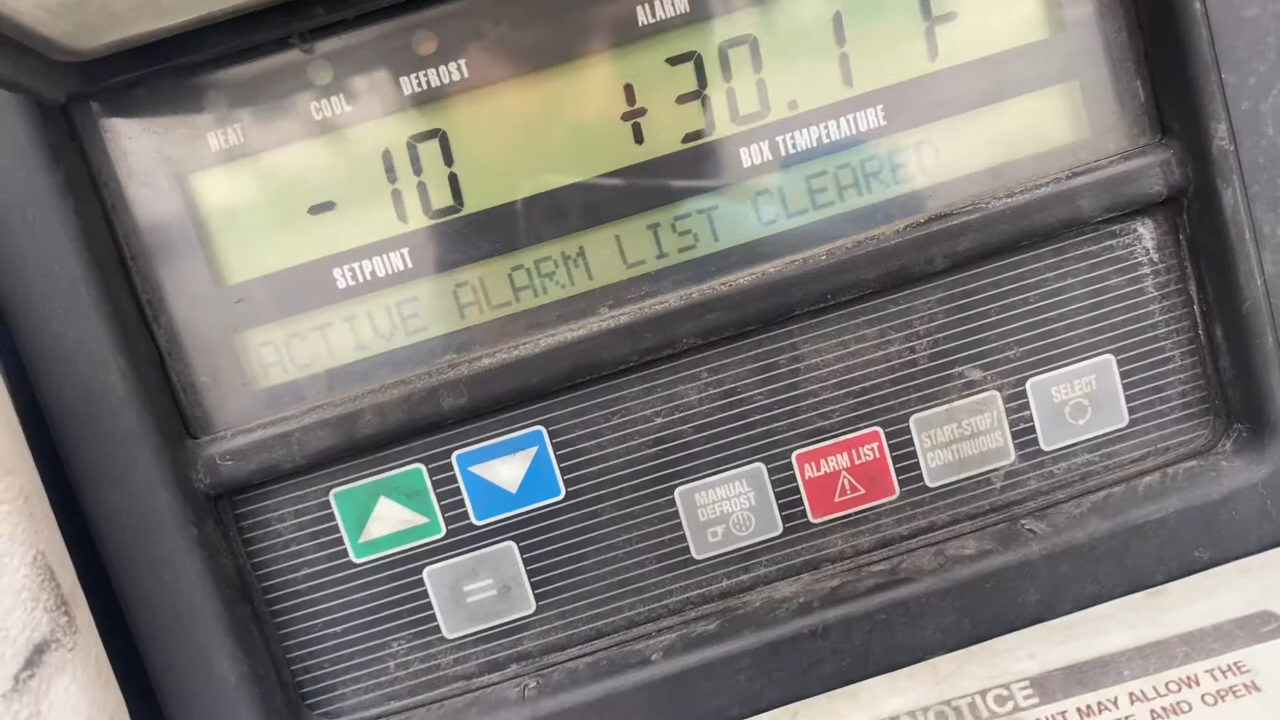 ALARM
HEAT COOL DEFROST
-10 +30.1 F
SETPOINT BOX TEMPERATURE
ACTIVE ALARM LIST CLEARED
=
MANUAL
DEFROST
ALARM LIST
START-STOP/
CONTINUOUS
SELECT
NOTICE
MAY ALLOW THE
AND OPEN